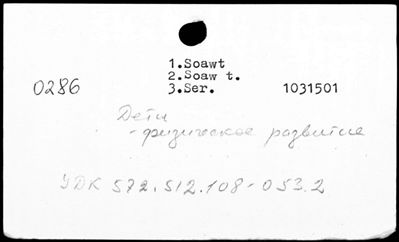 1.Soawt
2.Soaw t.
0286 3.Ser. 1031501
Дети
- физическое развитие
УДК 572.512.108-053.2